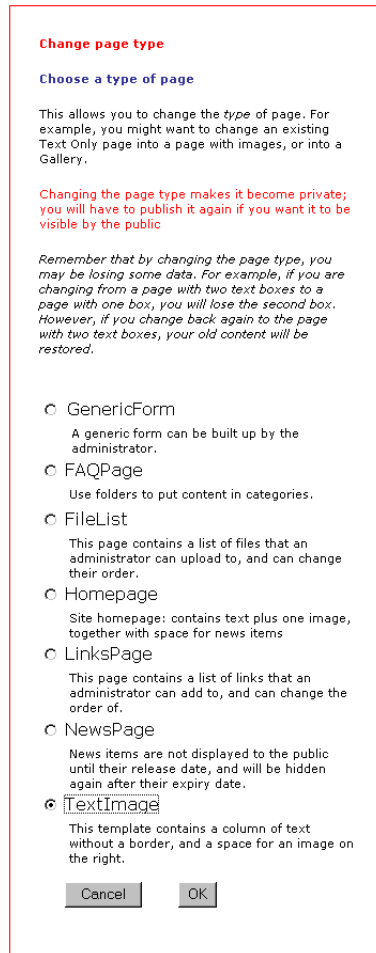 Change page type
Choose a type of page
This allows you to change the type of page. For
example, you might want to change an existing
Text Only page into a page with images, or into a
Gallery.
Changing the page type makes it become private;
you will have to publish it again if you want it to be
visible by the public
Remember that by changing the page type, you
may be losing some data. For example, if you are
changing from a page with two text boxes to a
page with one box, you will lose the second box.
However, if you change back again to the page
with two text boxes, your old content will be
restored.
GenericForm
A generic form can be built up by the
administrator.
FAQPage
Use folders to put content in categories.
FileList
This page contains a list of files that an
administrator can upload to, and can change
their order.
Homepage
Site homepage: contains text plus one image,
together with space for news items
LinksPage
This page contains a list of links that an
administrator can add to, and can change the
order of.
NewsPage
News items are not displayed to the public
until their release date, and will be hidden
again after their expiry date.
TextImage
This template contains a column of text
without a border, and a space for an image on
the right.
Cancel OK